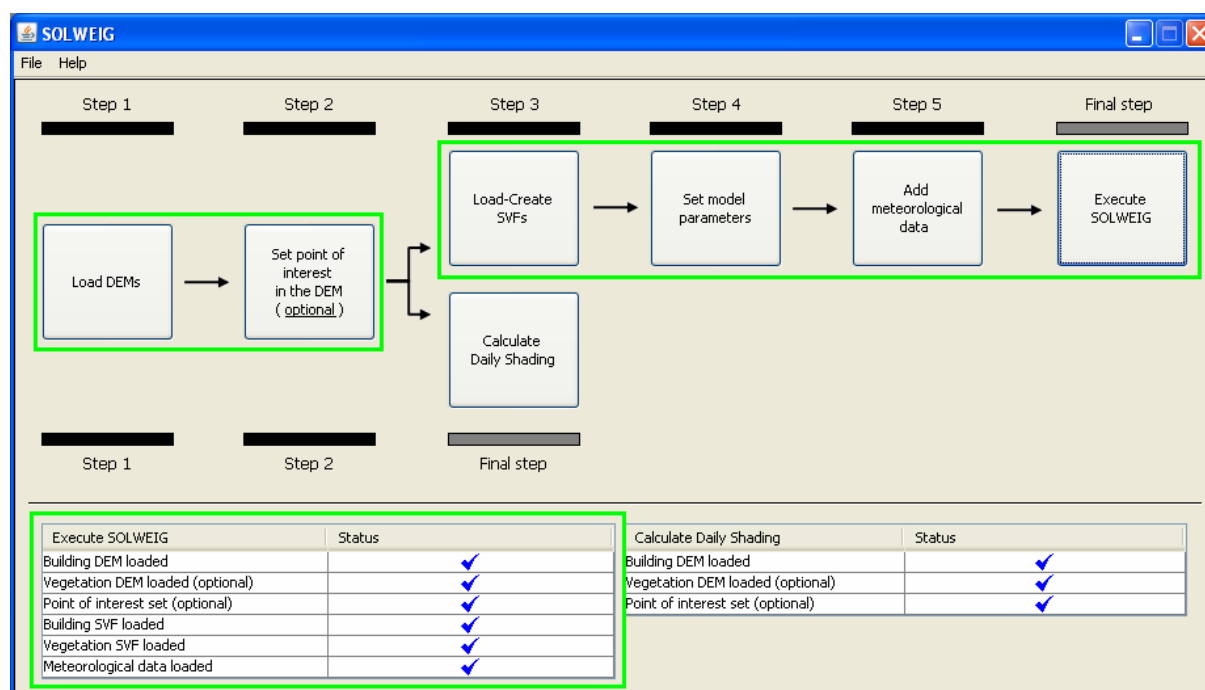 SOLWEIG
File Help
Step 1 Step 2 Step 3 Step 4 Step 5 Final step
Load DEMs
Set point of
interest
in the DEM
( optional )
Load-Create
SVFs
Set model
parameters
Add
meteorological
data
Execute
SOLWEIG
Calculate
Daily Shading
Step 1 Step 2 Final step
Execute SOLWEIG Status
Building DEM loaded
Vegetation DEM loaded (optional)
Point of interest set (optional)
Building SVF loaded
Vegetation SVF loaded
Meteorological data loaded
Calculate Daily Shading Status
Building DEM loaded
Vegetation DEM loaded (optional)
Point of interest set (optional)